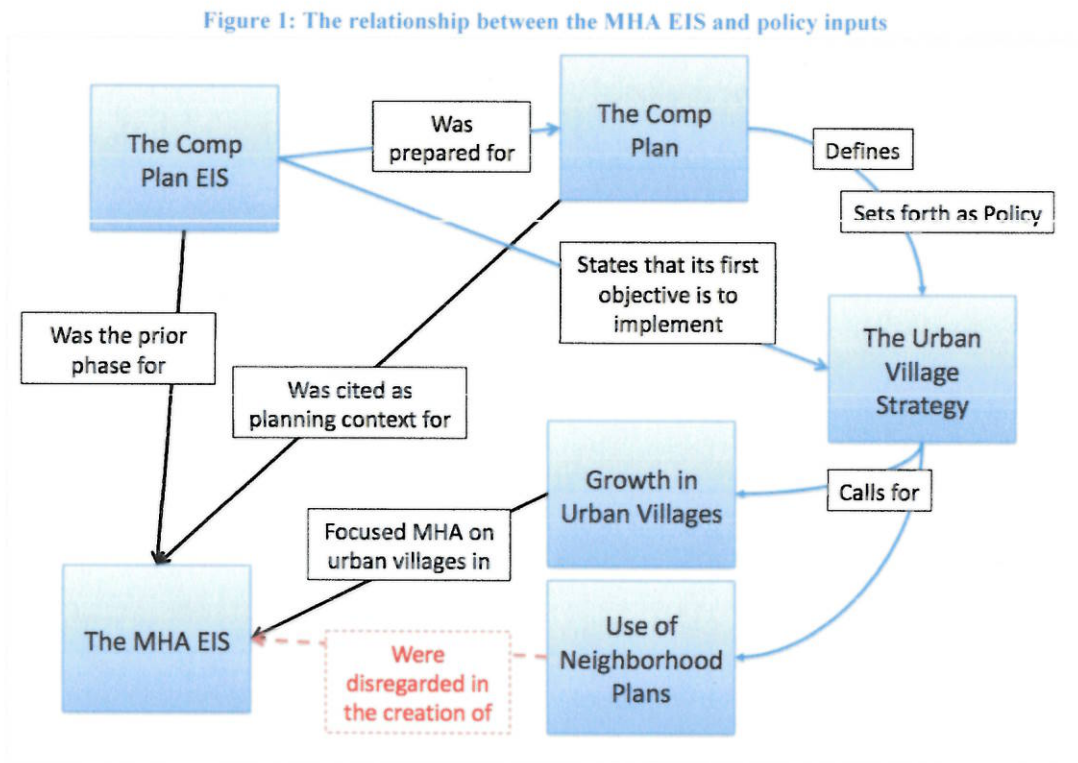 Figure 1: The relationship between the MHA EIS and policy inputs
The Comp
Plan EIS
Was
prepared for
The Comp
Plan
Defines
Sets forth as Policy
States that its first
objective is to
implement
The Urban
Village
Strategy
Was the prior
phase for
Was cited as
planning context for
Growth in
Urban Villages
Calls for
Focused MHA on
urban villages in
The MHA EIS
Were
disregarded in
the creation of
Use of
Neighborhood
Plans